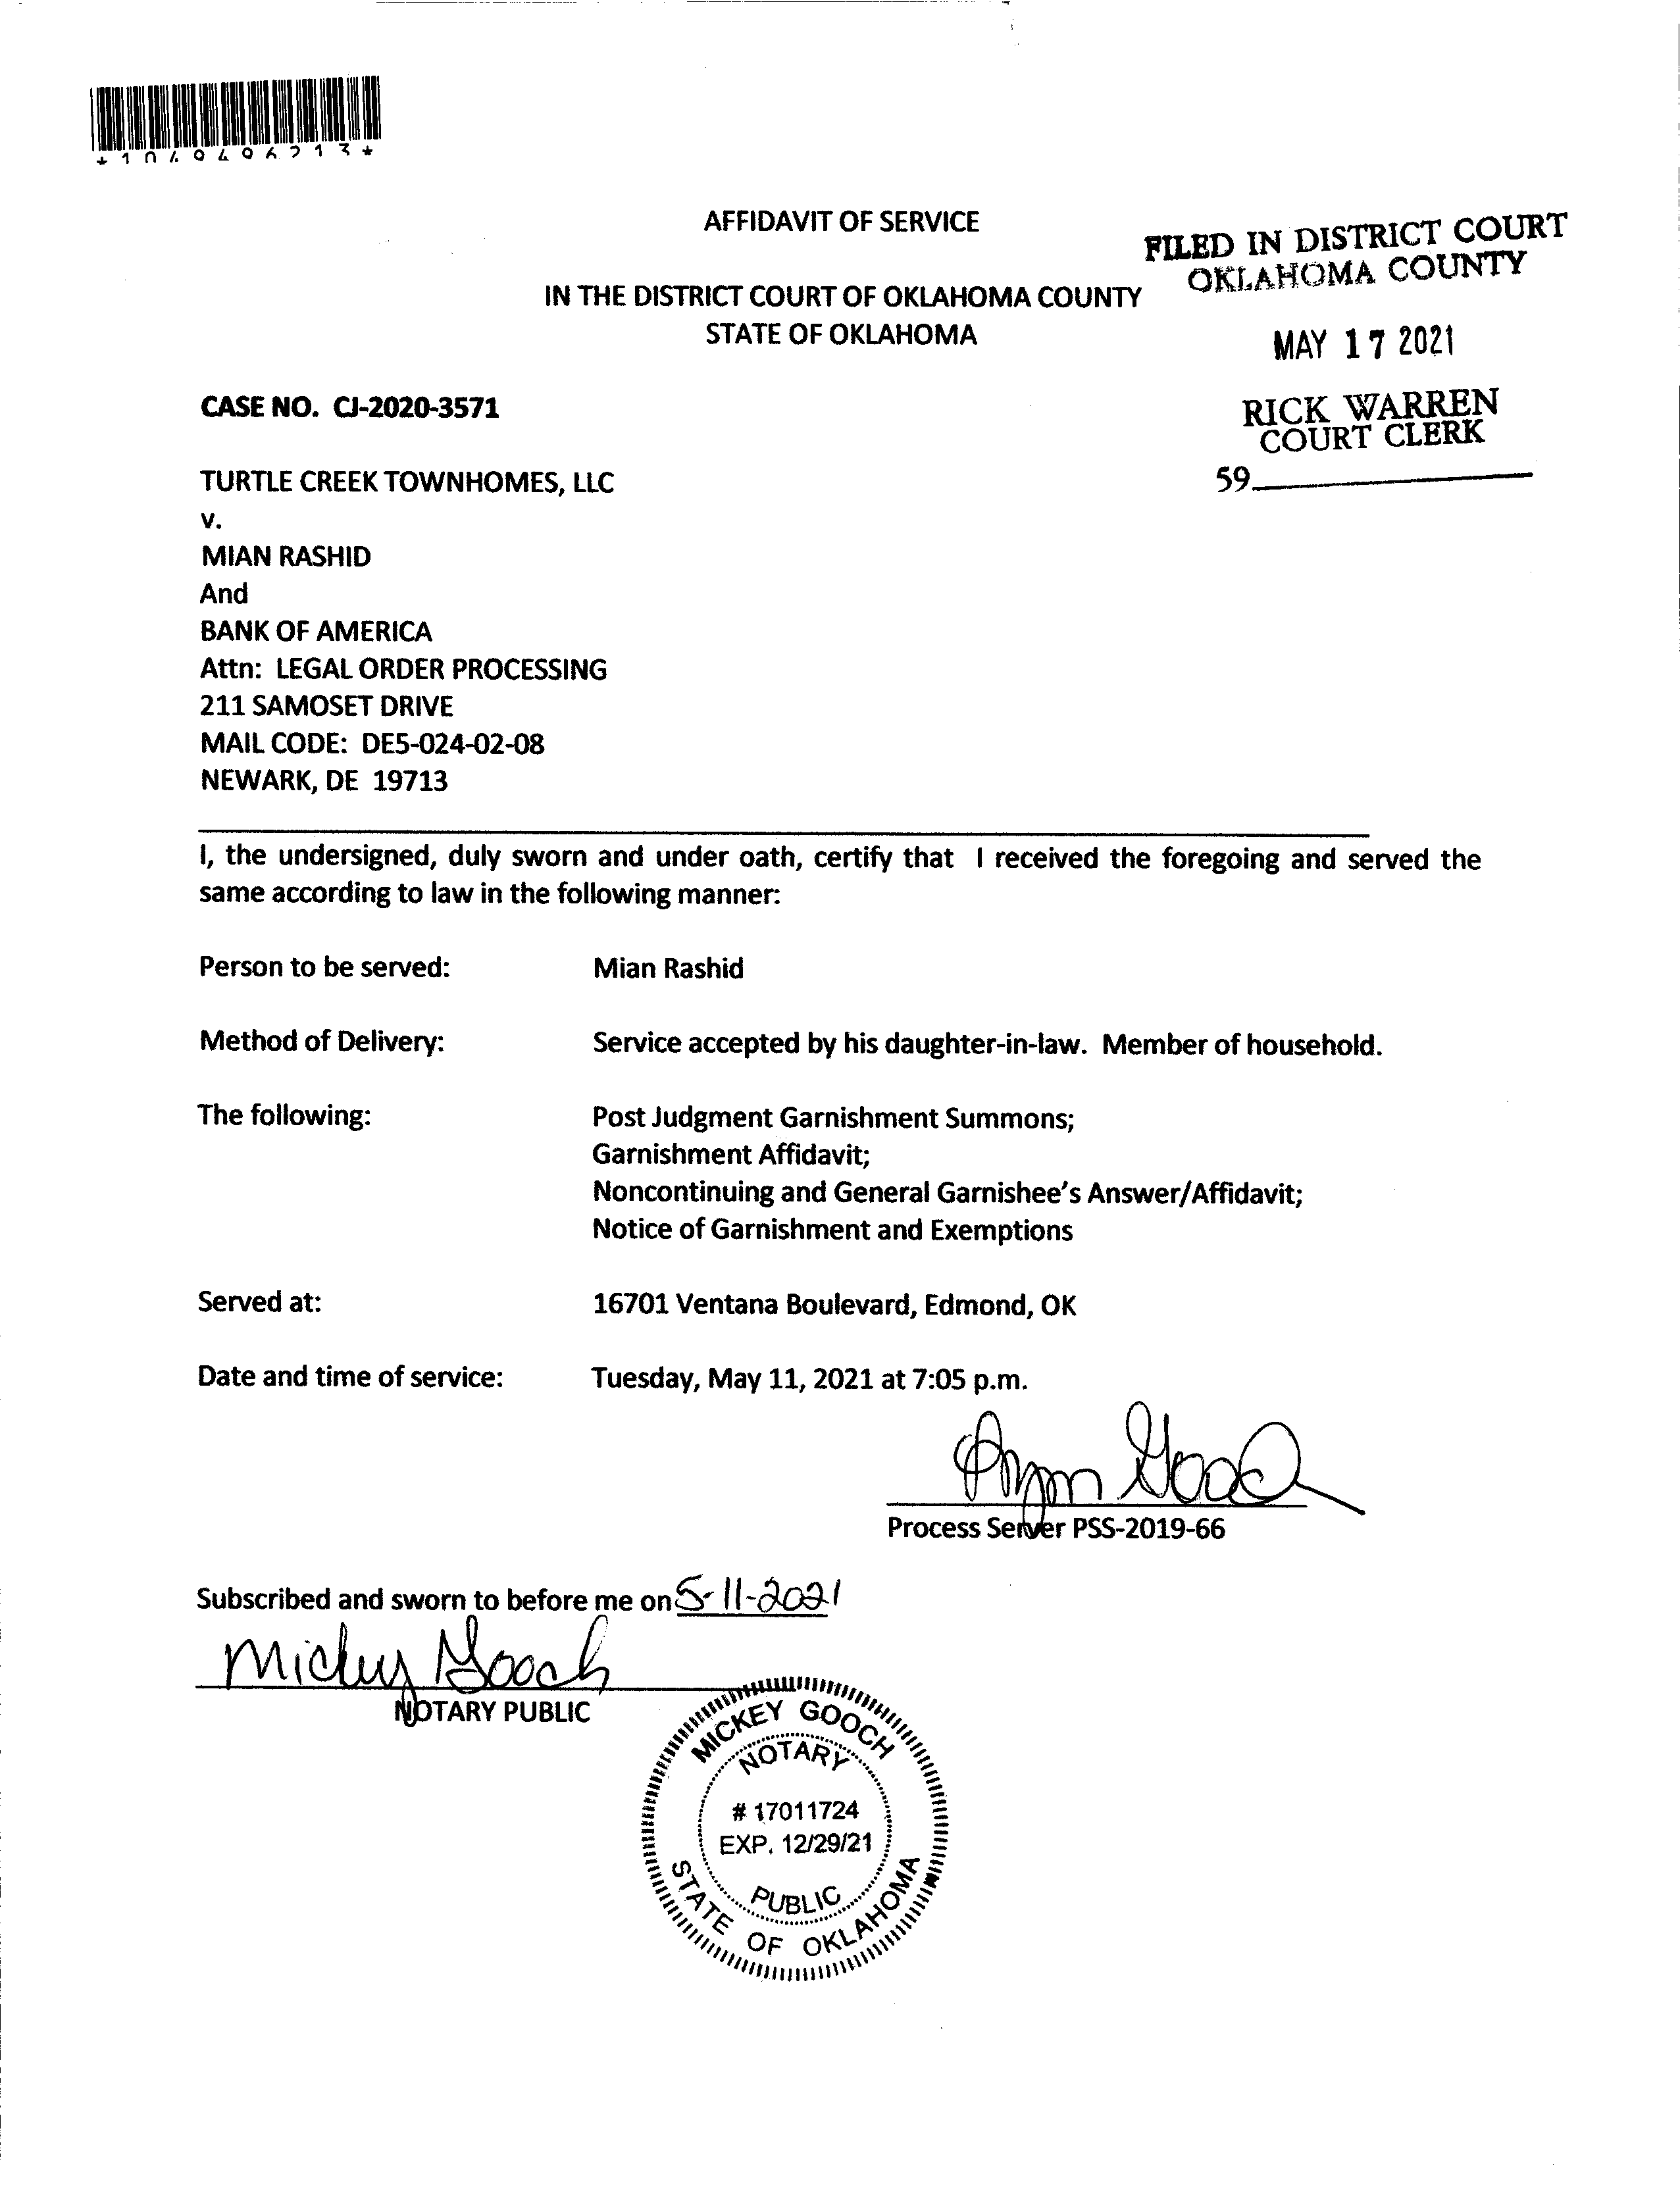 AFFIDAVIT OF SERVICE
FILED IN DISTRICT COURT
OKLAHOMA COUNTY
IN THE DISTRICT COURT OF OKLAHOMA COUNTY
STATE OF OKLAHOMA
MAY 17 2021
RICK WARREN
COURT CLERK
59
CASE NO. CJ-2020-3571
TURTLE CREEK TOWNHOMES, LLC
v.
MIAN RASHID
And
BANK OF AMERICA
Attn: LEGAL ORDER PROCESSING
211 SAMOSET DRIVE
MAIL CODE: DE5-024-02-08
NEWARK, DE 19713
I, the undersigned, duly sworn and under oath, certify that I received the foregoing and served the
same according to law in the following manner:
Person to be served: Mian Rashid
Method of Delivery: Service accepted by his daughter-in-law. Member of household.
The following: Post Judgment Garnishment Summons;
Garnishment Affidavit;
Noncontinuing and General Garnishee's Answer/Affidavit;
Notice of Garnishment and Exemptions
Served at: 16701 Ventana Boulevard, Edmond, OK
Date and time of service: Tuesday, May 11, 2021 at 7:05 p.m.
Gooch
Process Server PSS-2019-66
Subscribed and sworn to before me on 5-11-2021
Mickey Gooch
NOTARY PUBLIC
MICKEY GOOCH
NOTARY
# 17011724
EXP. 12/29/21
PUBLIC
STATE OF OKLAHOMA